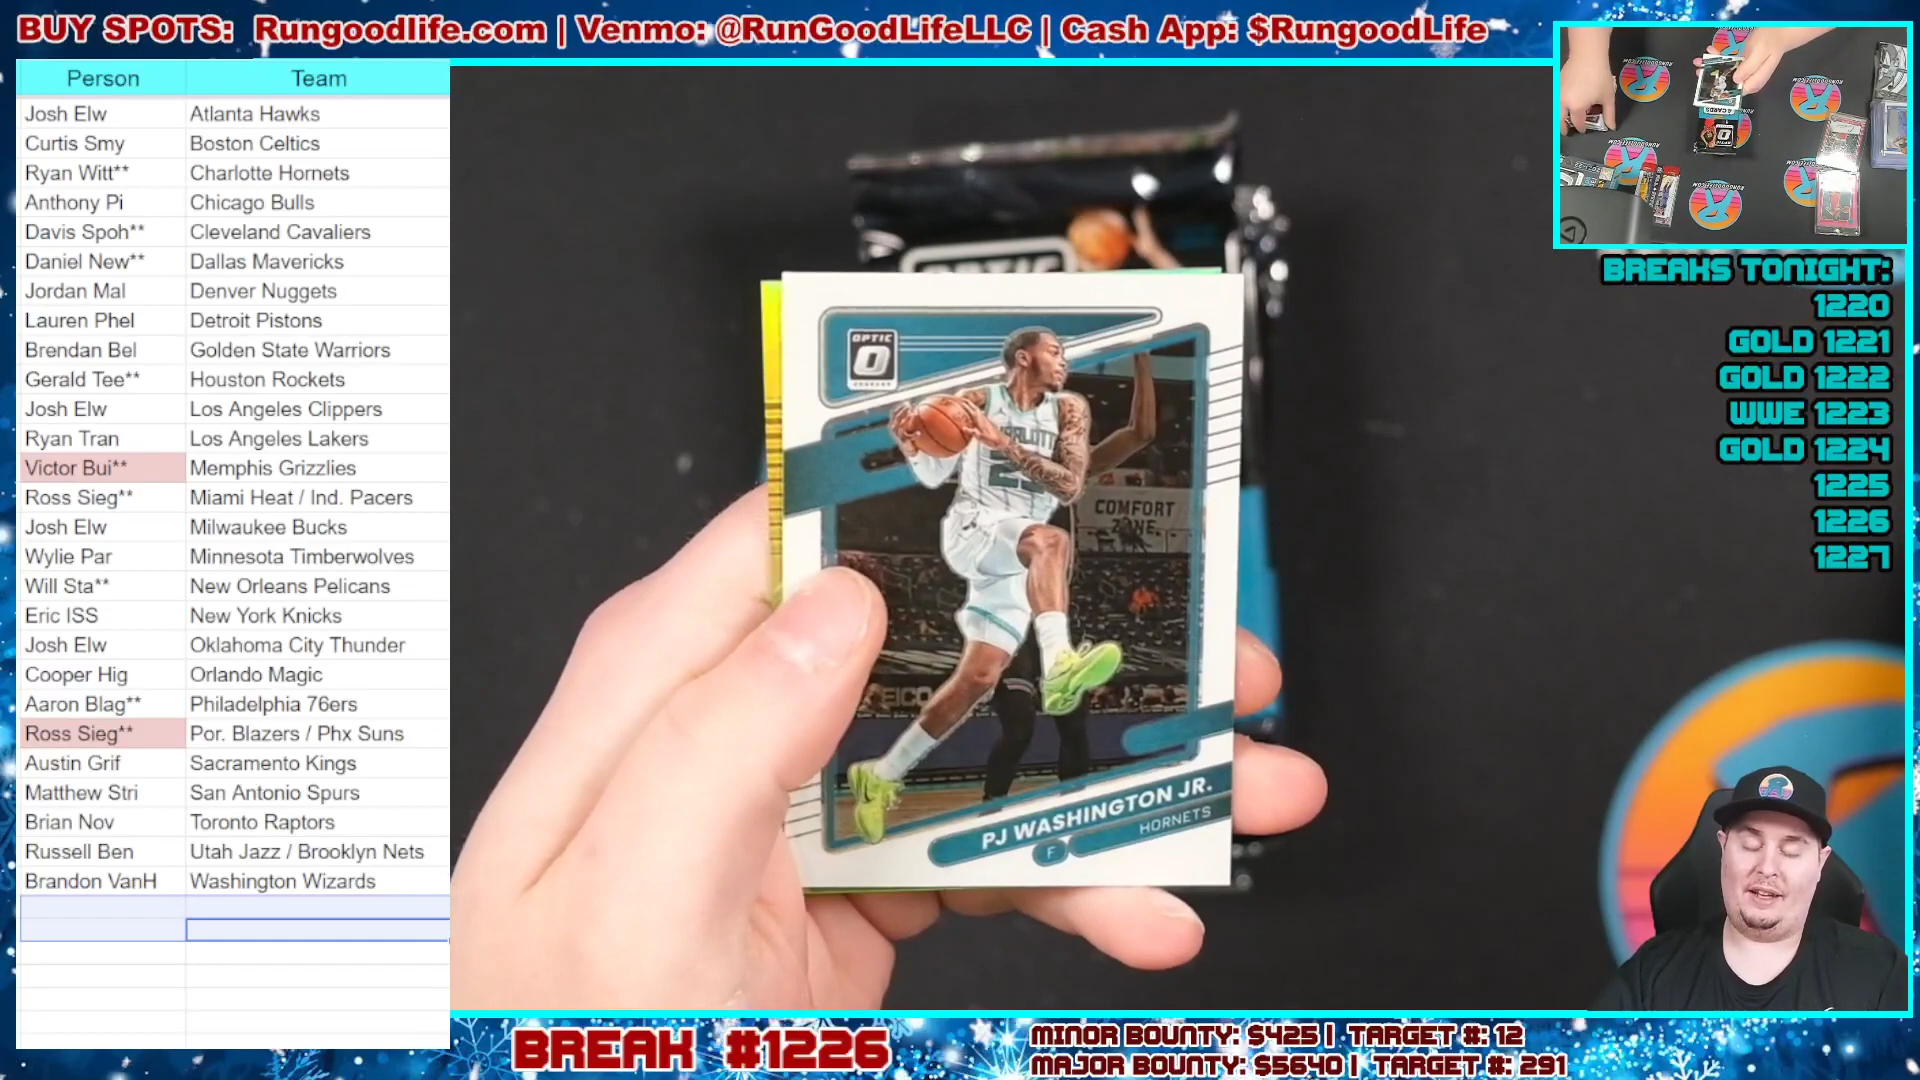 BUY SPOTS: Rungoodlife.com | Venmo: @RunGoodLifeLLC | Cash App: $RungoodLife
Person Team
Josh Elw Atlanta Hawks
Curtis Smy Boston Celtics
Ryan Witt** Charlotte Hornets
Anthony Pi Chicago Bulls
Davis Spoh** Cleveland Cavaliers
Daniel New** Dallas Mavericks
Jordan Mal Denver Nuggets
Lauren Phel Detroit Pistons
Brendan Bel Golden State Warriors
Gerald Tee** Houston Rockets
Josh Elw Los Angeles Clippers
Ryan Tran Los Angeles Lakers
Victor Bui** Memphis Grizzlies
Ross Sieg** Miami Heat / Ind. Pacers
Josh Elw Milwaukee Bucks
Wylie Par Minnesota Timberwolves
Will Sta** New Orleans Pelicans
Eric ISS New York Knicks
Josh Elw Oklahoma City Thunder
Cooper Hig Orlando Magic
Aaron Blag** Philadelphia 76ers
Ross Sieg** Por. Blazers / Phx Suns
Austin Grif Sacramento Kings
Matthew Stri San Antonio Spurs
Brian Nov Toronto Raptors
Russell Ben Utah Jazz / Brooklyn Nets
Brandon VanH Washington Wizards
OPTIC
COMFORT
ZONE
GEICO
PJ WASHINGTON JR.
HORNETS
F
BREAKS TONIGHT:
1220
GOLD 1221
GOLD 1222
WWE 1223
GOLD 1224
1225
1226
1227
BREAK #1226
MINOR BOUNTY: $425 | TARGET #: 12
MAJOR BOUNTY: $5640 | TARGET #: 291